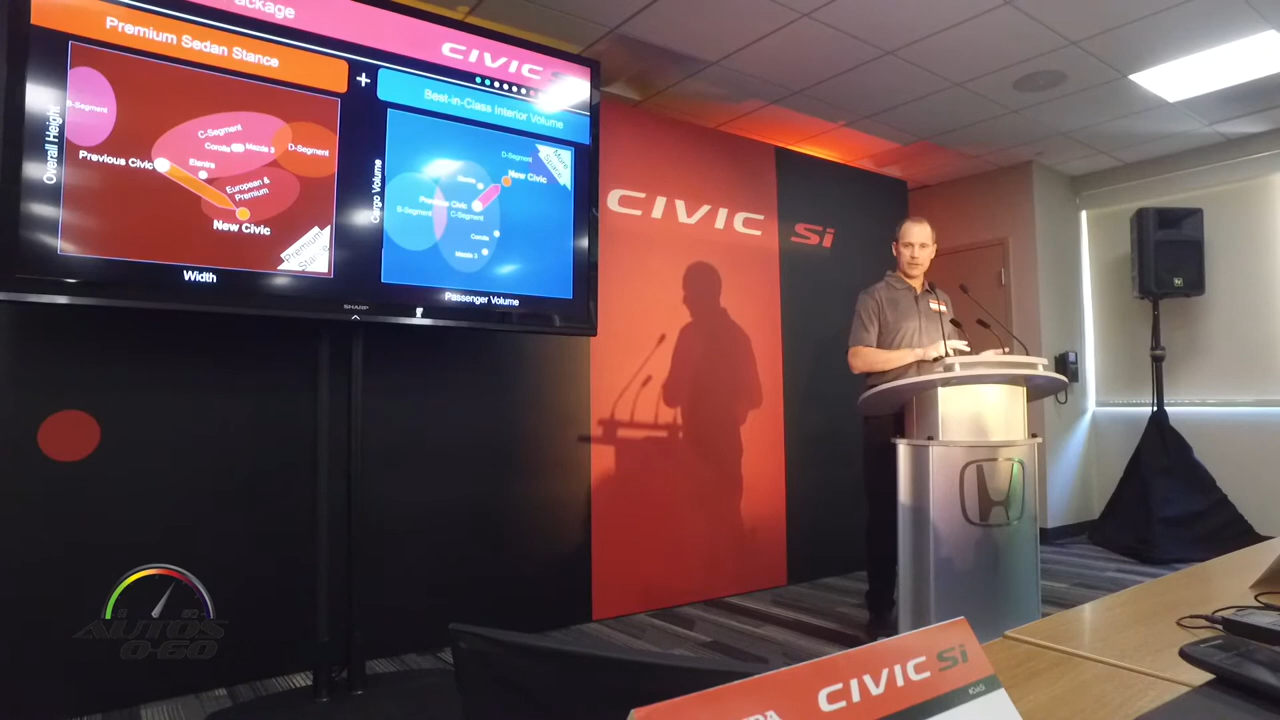 ackage
CIVIC S
Premium Sedan Stance
+
Best-in-Class Interior Volume
Overall Height
B-Segment
C-Segment
Corolla
Mazda 3
D-Segment
Previous Civic
Elantra
European &
Premium
New Civic
Premium
Stance
Width
Cargo Volume
D-Segment
More
Space
New Civic
Previous Civic
B-Segment
C-Segment
Corolla
Mazda 3
Passenger Volume
SHARP
CIVIC Si
AUTOS
0-60
CIVIC Si